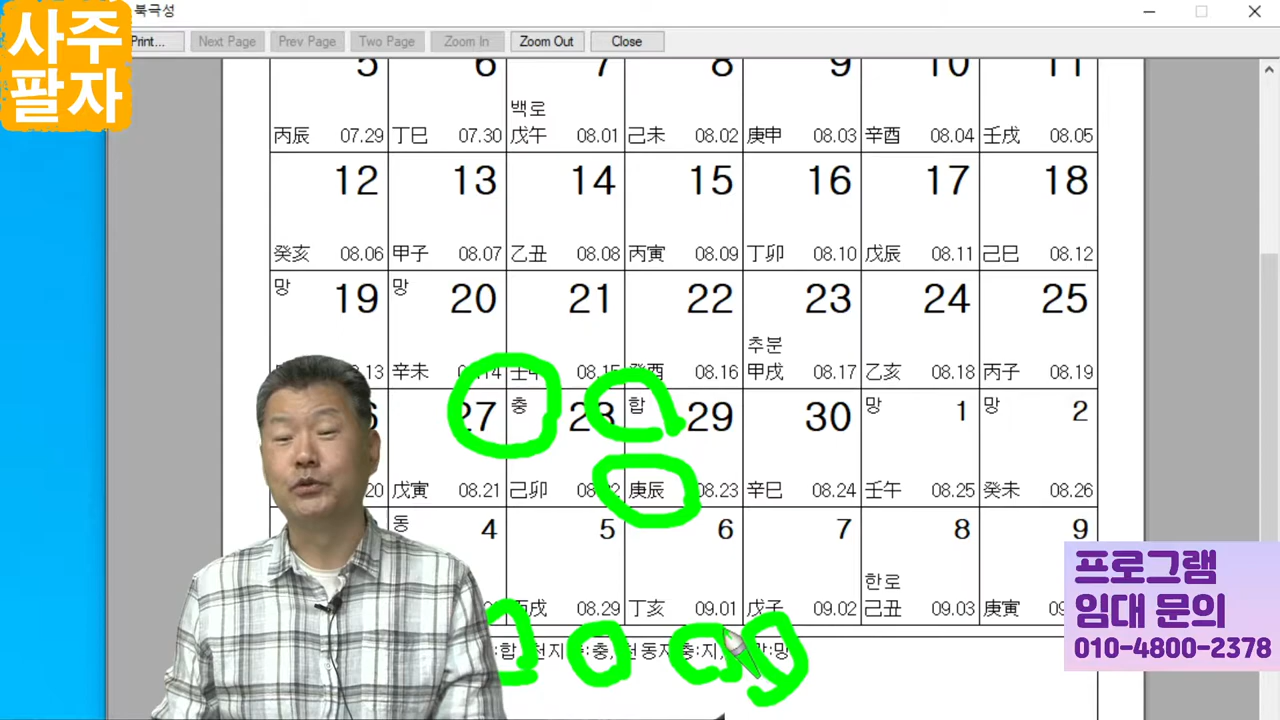 북극성
사주
팔자
Print... Next Page Prev Page Two Page Zoom In Zoom Out Close
5 6 7 8 9 10 11
백로
丙辰 07.29 丁巳 07.30 戊午 08.01 己未 08.02 庚申 08.03 辛酉 08.04 壬戌 08.05
12 13 14 15 16 17 18
癸亥 08.06 甲子 08.07 乙丑 08.08 丙寅 08.09 丁卯 08.10 戊辰 08.11 己巳 08.12
망 19 망 20 21 22 23 24 25
추분
辛未 08.15 08.16 甲戌 08.17 乙亥 08.18 丙子 08.19
27 충 28 합 29 30 망 1 망 2
戊寅 08.21 己卯 庚辰 08.23 辛巳 08.24 壬午 08.25 癸未 08.26
동 4 5 6 7 8 9
한로
丙戌 08.29 丁亥 09.01 戊子 09.02 己丑 09.03 庚寅
프로그램
임대 문의
010-4800-2378